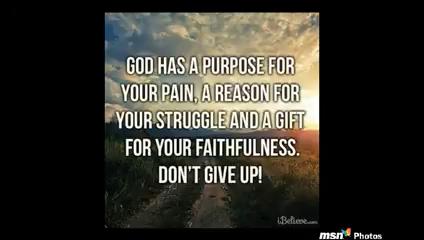 GOD HAS A PURPOSE FOR
YOUR PAIN, A REASON FOR
YOUR STRUGGLE AND A GIFT
FOR YOUR FAITHFULNESS.
DON'T GIVE UP!
iBelieve.com
msn Photos